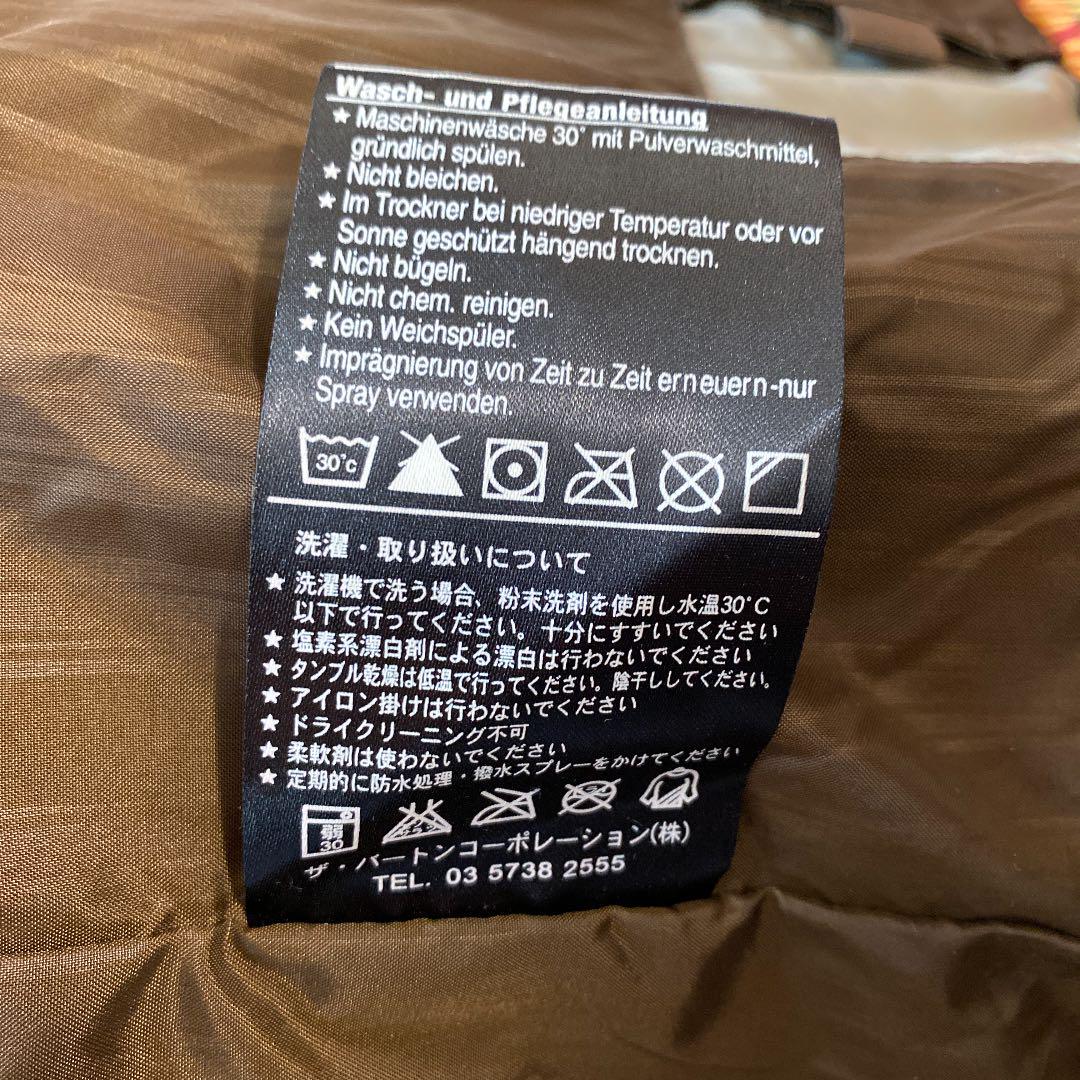 Wasch- und Pflegeanleitung
★ Maschinenwäsche 30° mit Pulverwaschmittel,
gründlich spülen.
★ Nicht bleichen.
★ Im Trockner bei niedriger Temperatur oder vor
Sonne geschützt hängend trocknen.
★ Nicht bügeln.
★ Nicht chem. reinigen.
★ Kein Weichspüler.
★ Imprägnierung von Zeit zu Zeit erneuern-nur
Spray verwenden.
30°c
洗濯・取り扱いについて
★ 洗濯機で洗う場合、粉末洗剤を使用し水温30°C
以下で行ってください。十分にすすいでください
★ 塩素系漂白剤による漂白は行わないでください
★ タンブル乾燥は低温で行ってください。陰干ししてください。
★ アイロン掛けは行わないでください
★ ドライクリーニング不可
★ 柔軟剤は使わないでください
★ 定期的に防水処理・撥水スプレーをかけてください
弱
30
ザ・バートンコーポレーション(株)
TEL. 03 5738 2555